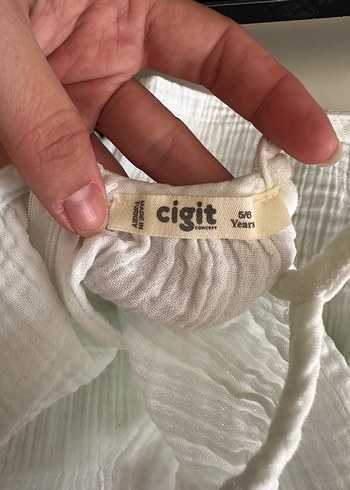 MADE IN
TURKEY
cigit
CONCEPT
5/6
Years